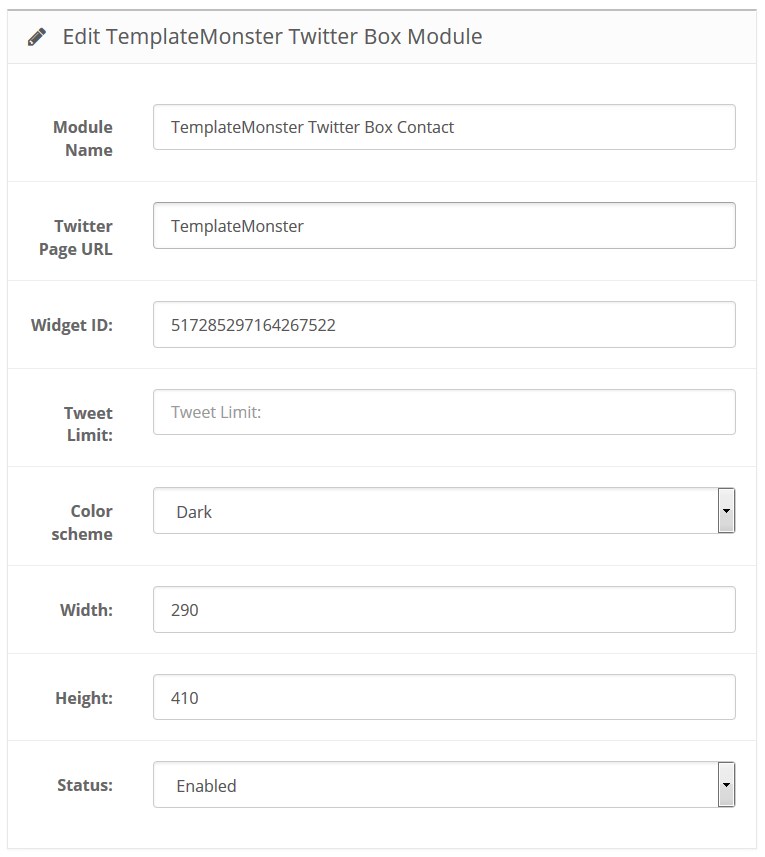 Edit TemplateMonster Twitter Box Module
Module
Name
TemplateMonster Twitter Box Contact
Twitter
Page URL
TemplateMonster
Widget ID:
517285297164267522
Tweet
Limit:
Tweet Limit:
Color
scheme
Dark
Width:
290
Height:
410
Status:
Enabled